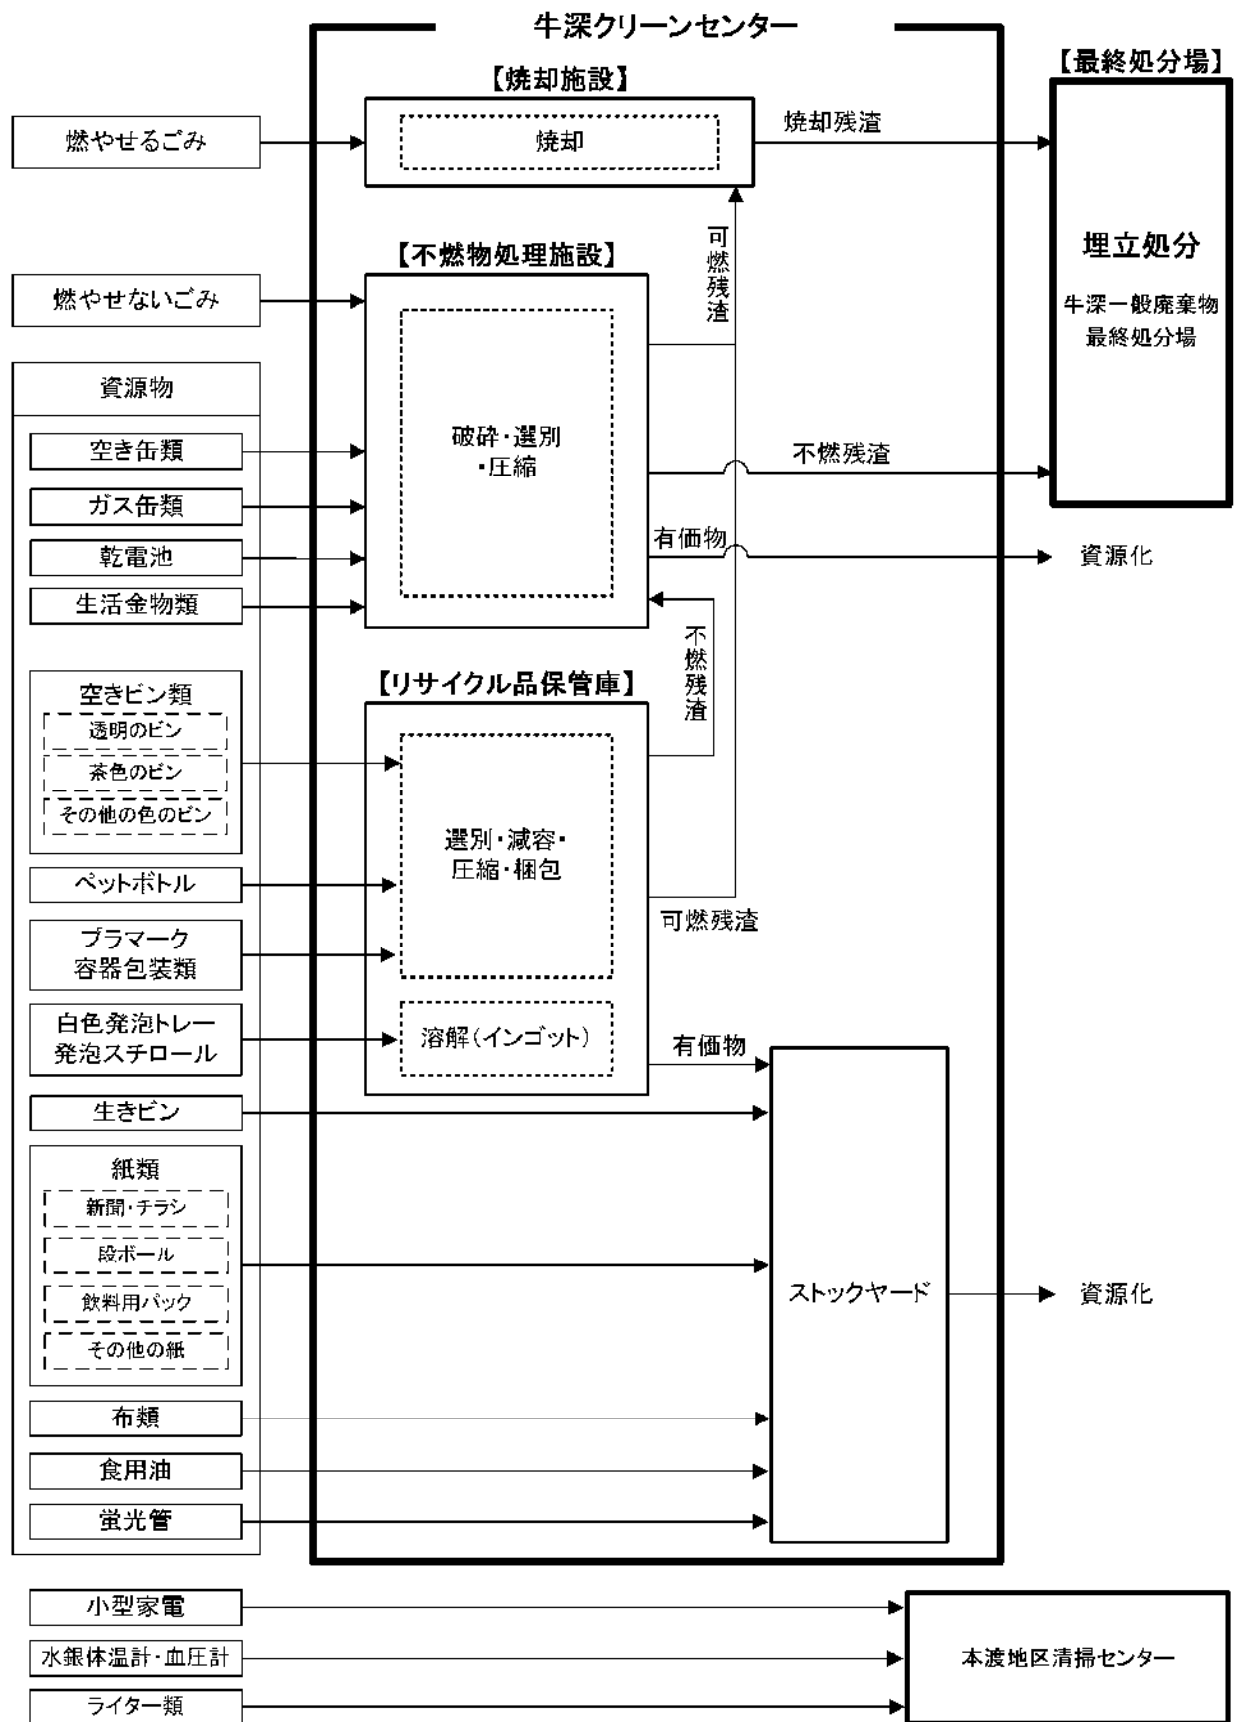 牛深クリーンセンター
【焼却施設】
【最終処分場】
燃やせるごみ
焼却
焼却残渣
可燃残渣
埋立処分
牛深一般廃棄物
最終処分場
【不燃物処理施設】
燃やせないごみ
資源物
空き缶類
ガス缶類
乾電池
生活金物類
破砕・選別
・圧縮
不燃残渣
有価物
資源化
不燃残渣
【リサイクル品保管庫】
空きビン類
透明のビン
茶色のビン
その他の色のビン
ペットボトル
プラマーク
容器包装類
白色発泡トレー
発泡スチロール
選別・減容・
圧縮・梱包
可燃残渣
溶解(インゴット)
有価物
生きビン
紙類
新聞・チラシ
段ボール
飲料用パック
その他の紙
ストックヤード
資源化
布類
食用油
蛍光管
小型家電
水銀体温計・血圧計
ライター類
本渡地区清掃センター